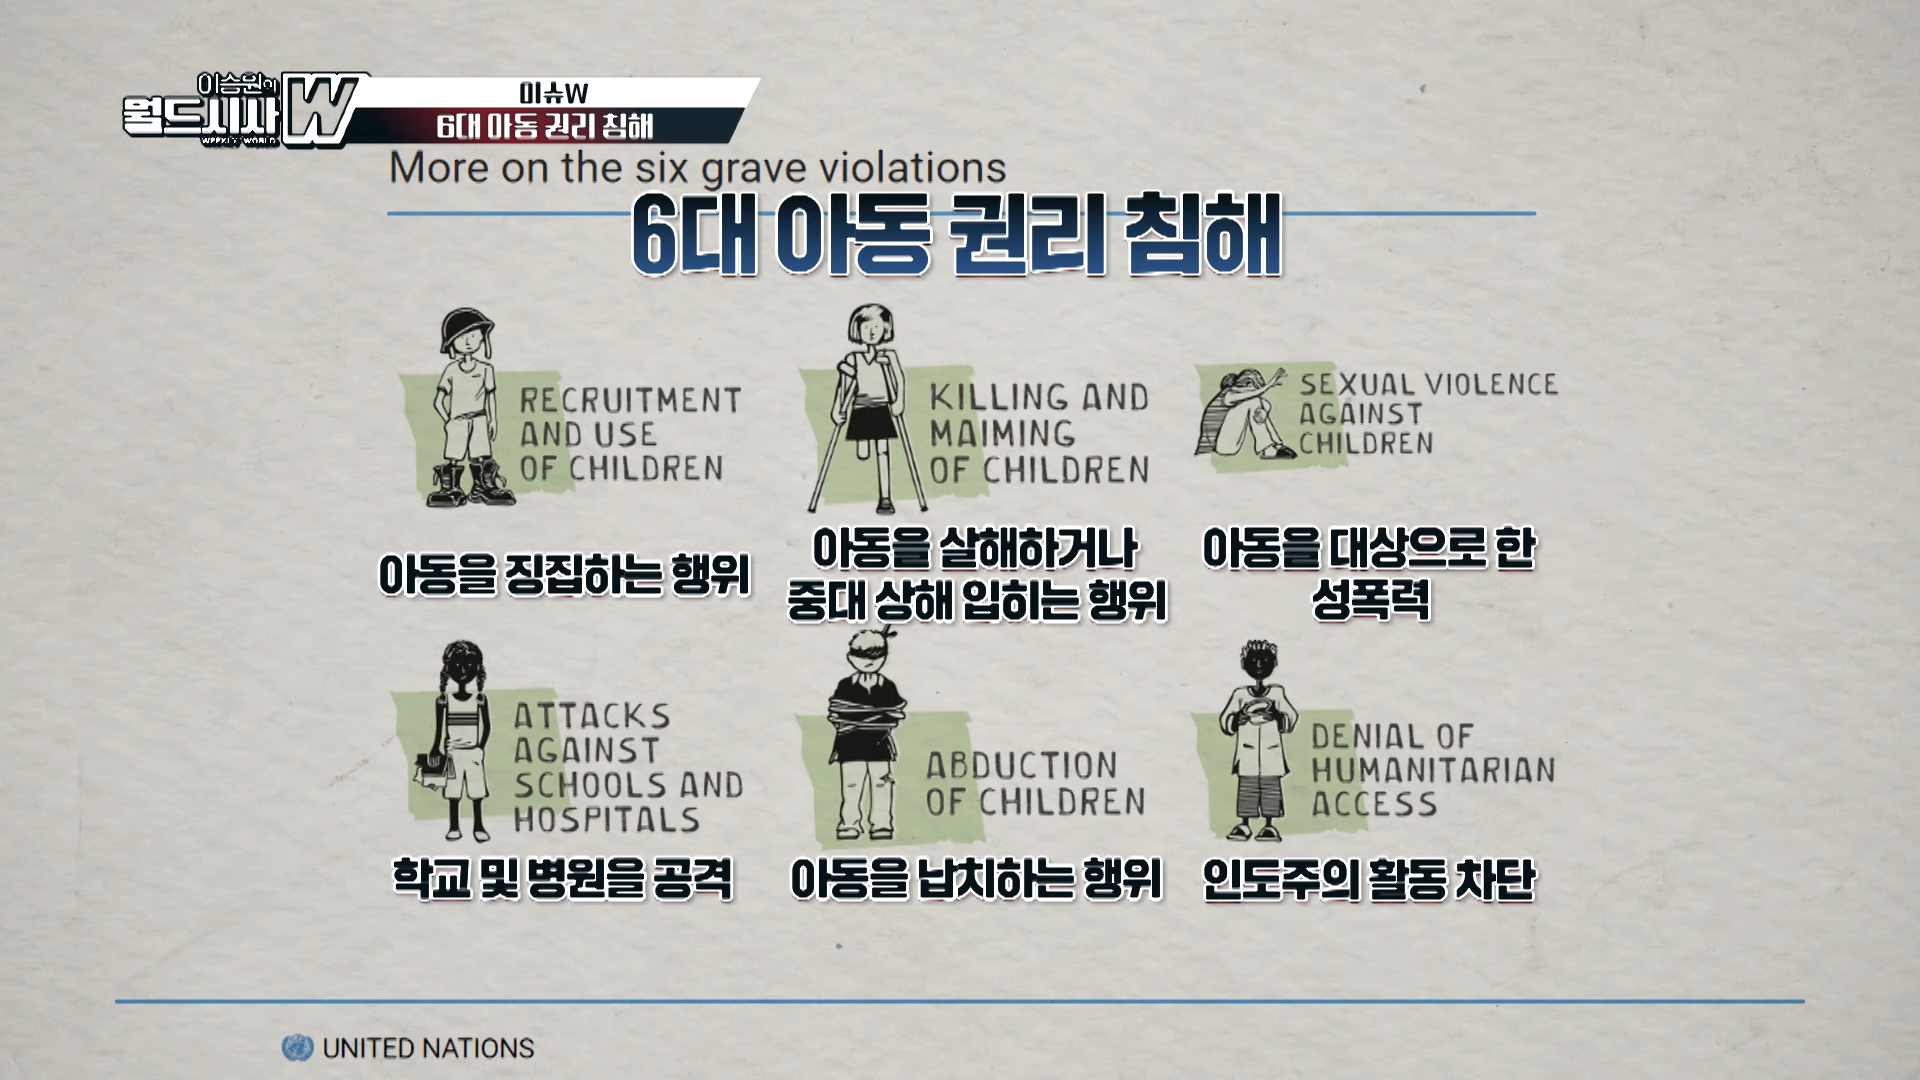 이승원의
월드시사 W
WEEKLY WORLD
이슈W
6대 아동 권리 침해
More on the six grave violations
6대 아동 권리 침해
RECRUITMENT
AND USE
OF CHILDREN
아동을 징집하는 행위
KILLING AND
MAIMING
OF CHILDREN
아동을 살해하거나
중대 상해 입히는 행위
SEXUAL VIOLENCE
AGAINST
CHILDREN
아동을 대상으로 한
성폭력
ATTACKS
AGAINST
SCHOOLS AND
HOSPITALS
학교 및 병원을 공격
ABDUCTION
OF CHILDREN
아동을 납치하는 행위
DENIAL OF
HUMANITARIAN
ACCESS
인도주의 활동 차단
UNITED NATIONS